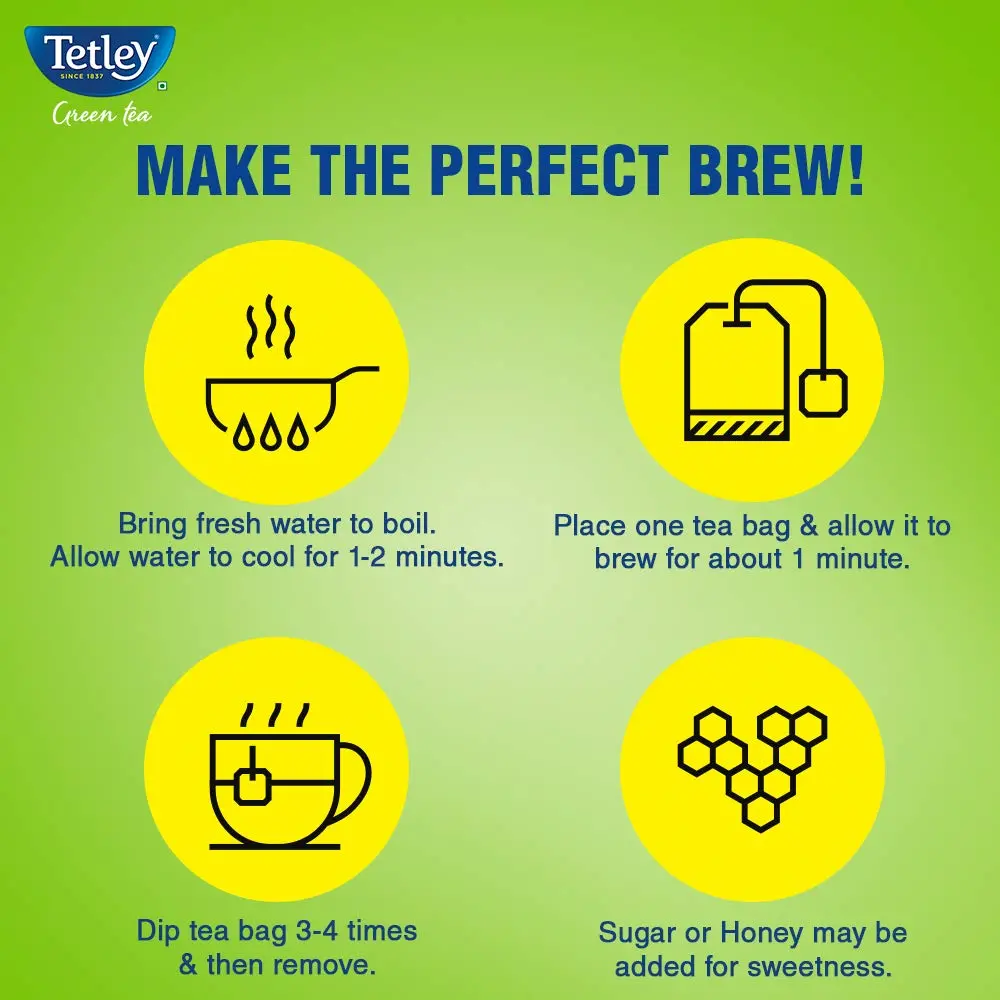 Tetley
SINCE 1837
Green tea
MAKE THE PERFECT BREW!
Bring fresh water to boil.
Allow water to cool for 1-2 minutes.
Place one tea bag & allow it to
brew for about 1 minute.
Dip tea bag 3-4 times
& then remove.
Sugar or Honey may be
added for sweetness.